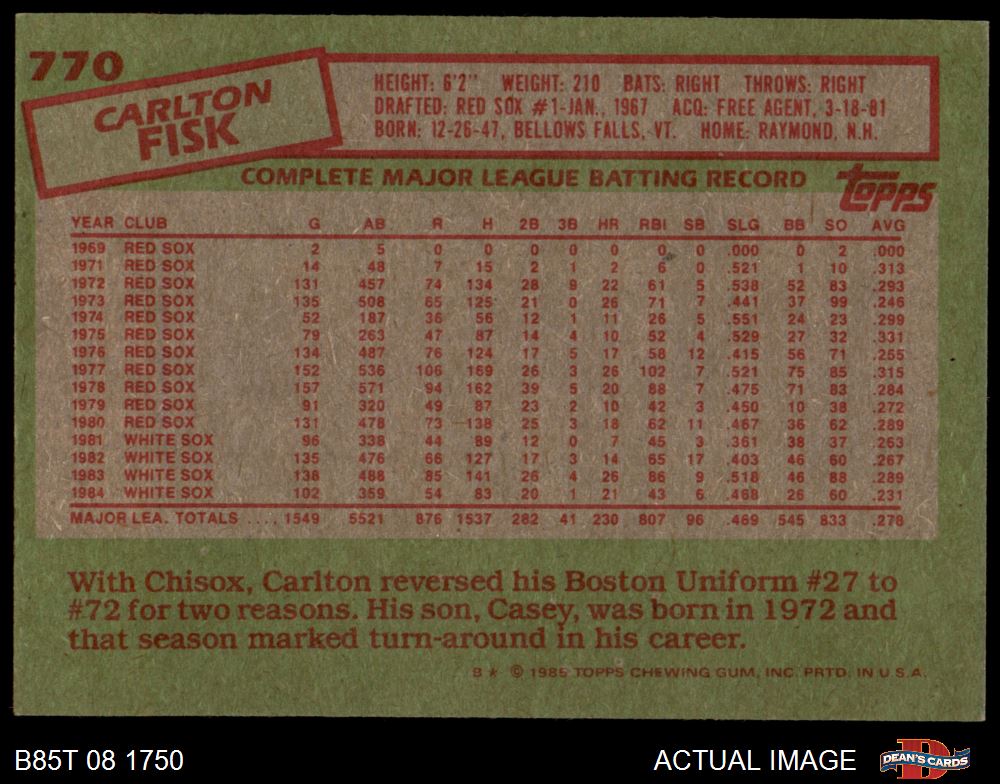 770
CARLTON
FISK
HEIGHT: 6'2" WEIGHT: 210 BATS: RIGHT THROWS: RIGHT
DRAFTED: RED SOX #1-JAN., 1967 ACQ: FREE AGENT, 3-18-81
BORN: 12-26-47, BELLOWS FALLS, VT. HOME: RAYMOND, N.H.
COMPLETE MAJOR LEAGUE BATTING RECORD
TOPPS
YEAR CLUB G AB R H 2B 3B HR RBI SB SLG BB SO AVG
1969 RED SOX 2 5 0 0 0 0 0 0 0 .000 0 2 .000
1971 RED SOX 14 48 7 15 2 1 2 6 0 .521 1 10 .313
1972 RED SOX 131 457 74 134 28 9 22 61 5 .538 52 83 .293
1973 RED SOX 135 508 65 125 21 0 26 71 7 .441 37 99 .246
1974 RED SOX 52 187 36 56 12 1 11 26 5 .551 24 23 .299
1975 RED SOX 79 263 47 87 14 4 10 52 4 .529 27 32 .331
1976 RED SOX 134 487 76 124 17 5 17 58 12 .415 56 71 .255
1977 RED SOX 152 536 106 169 26 3 26 102 7 .521 75 85 .315
1978 RED SOX 157 571 94 162 39 5 20 88 7 .475 71 83 .284
1979 RED SOX 91 320 49 87 23 2 10 42 3 .450 10 38 .272
1980 RED SOX 131 478 73 138 25 3 18 62 11 .467 36 62 .289
1981 WHITE SOX 96 338 44 89 12 0 7 45 3 .361 38 37 .263
1982 WHITE SOX 135 476 66 127 17 3 14 65 17 .403 46 60 .267
1983 WHITE SOX 138 488 85 141 26 4 26 86 9 .518 46 88 .289
1984 WHITE SOX 102 359 54 83 20 1 21 43 6 .468 26 60 .231
MAJOR LEA. TOTALS .... 1549 5521 876 1537 282 41 230 807 96 .469 545 833 .278
With Chisox, Carlton reversed his Boston Uniform #27 to
#72 for two reasons. His son, Casey, was born in 1972 and
that season marked turn-around in his career.
B* © 1985 TOPPS CHEWING GUM, INC. PRTD. IN U.S.A.
B85T 08 1750 ACTUAL IMAGE DEAN'S CARDS